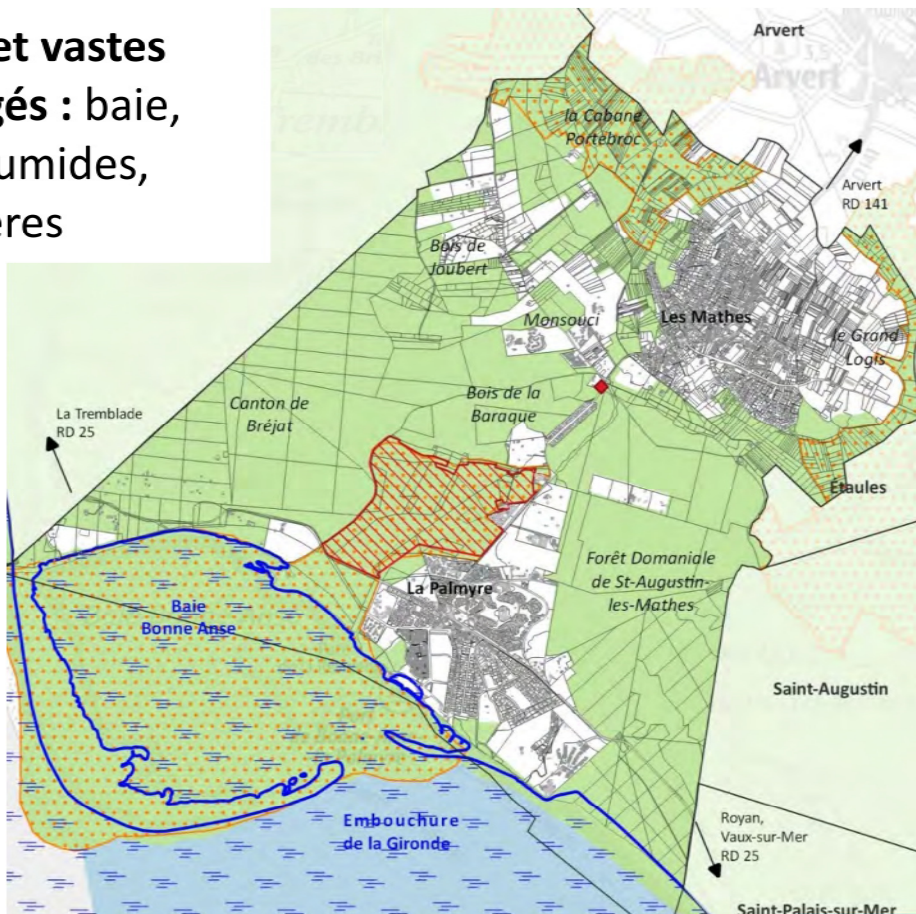 et vastes
gés : baie,
umides,
ères
Arvert
Arvert
la Cabane
Portebroc
Arvert
RD 141
Bois de
Joubert
Monsouci
Les Mathes
le Grand
Logis
Bois de la
Baraque
Canton de
Bréjat
La Tremblade
RD 25
Étaules
Forêt Domaniale
de St-Augustin-
les-Mathes
La Palmyre
Baie
Bonne Anse
Saint-Augustin
Embouchure
de la Gironde
Royan,
Vaux-sur-Mer
RD 25
Saint-Palais-sur-Mer